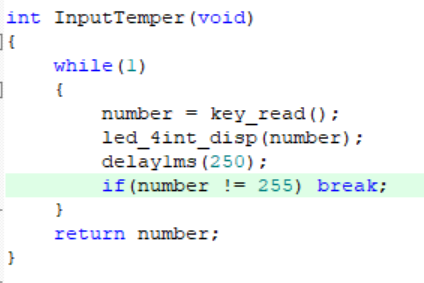 int InputTemper(void)
{
    while(1)
    {
        number = key_read();
        led_4int_disp(number);
        delay1ms(250);
        if(number != 255) break;
    }
    return number;
}